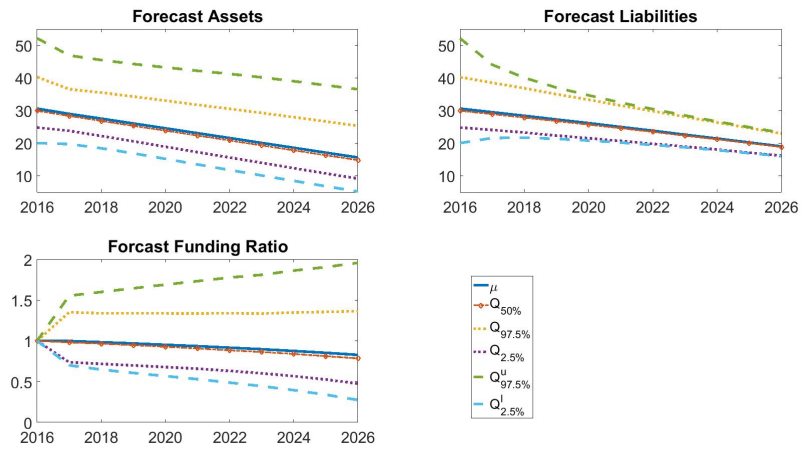 Forecast Assets
50
40
30
20
10
2016 2018 2020 2022 2024 2026
Forecast Liabilities
50
40
30
20
10
2016 2018 2020 2022 2024 2026
Forcast Funding Ratio
2
1.5
1
0.5
0
2016 2018 2020 2022 2024 2026
μ
Q50%
Q97.5%
Q2.5%
Qu97.5%
Ql2.5%